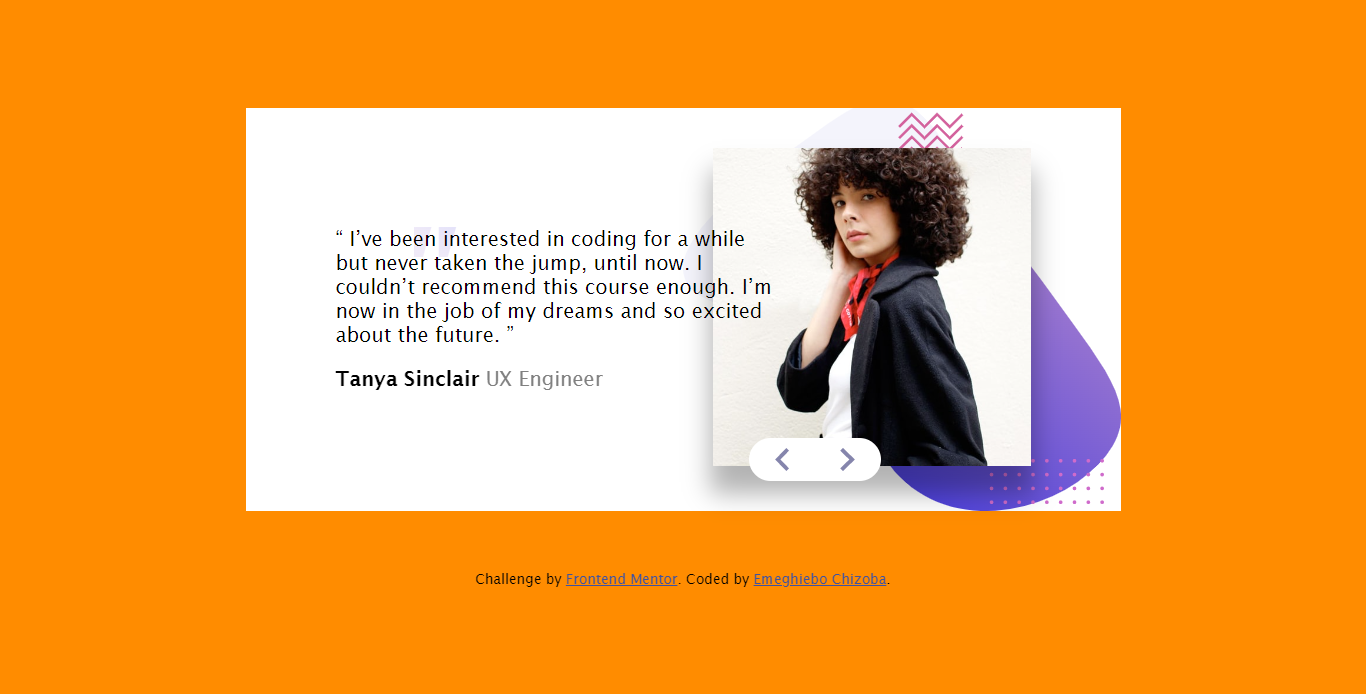 “ I’ve been interested in coding for a while
but never taken the jump, until now. I
couldn’t recommend this course enough. I’m
now in the job of my dreams and so excited
about the future. ”
Tanya Sinclair UX Engineer
Challenge by Frontend Mentor. Coded by Emeghiebo Chizoba.